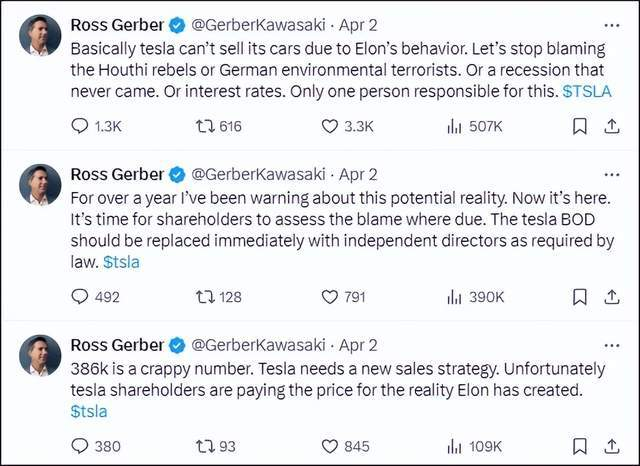 Ross Gerber @GerberKawasaki · Apr 2 ...
Basically tesla can't sell its cars due to Elon's behavior. Let's stop blaming
the Houthi rebels or German environmental terrorists. Or a recession that
never came. Or interest rates. Only one person responsible for this. $TSLA
1.3K 616 3.3K 507K
Ross Gerber @GerberKawasaki · Apr 2 ...
For over a year I've been warning about this potential reality. Now it's here.
It's time for shareholders to assess the blame where due. The tesla BOD
should be replaced immediately with independent directors as required by
law. $tsla
492 128 791 390K
Ross Gerber @GerberKawasaki · Apr 2 ...
386k is a crappy number. Tesla needs a new sales strategy. Unfortunately
tesla shareholders are paying the price for the reality Elon has created.
$tsla
380 93 845 109K